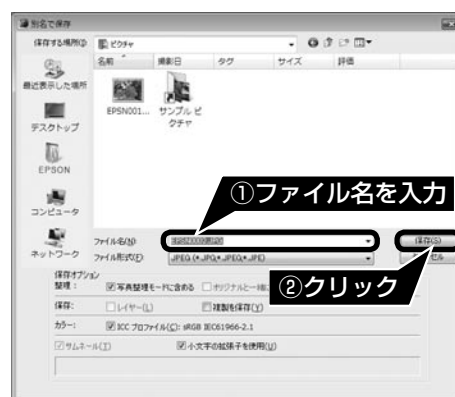 別名で保存
保存する場所(I): ピクチャ
名前 撮影日 タグ サイズ 評価
最近表示した場所
デスクトップ
EPSON
コンピュータ
ネットワーク
EPSN001...
サンプル ピクチャ
①ファイル名を入力
ファイル名(N):
保存(S)
ファイル形式(F): JPEG (*.JPG,*.JPEG,*.JPE)
②クリック
保存オプション
整理： 写真整理モードに含める
保存: レイヤー(L) 複製を保存(Y)
カラー: ICC プロファイル(C): sRGB IEC61966-2.1
サムネール(T) 小文字の拡張子を使用(U)